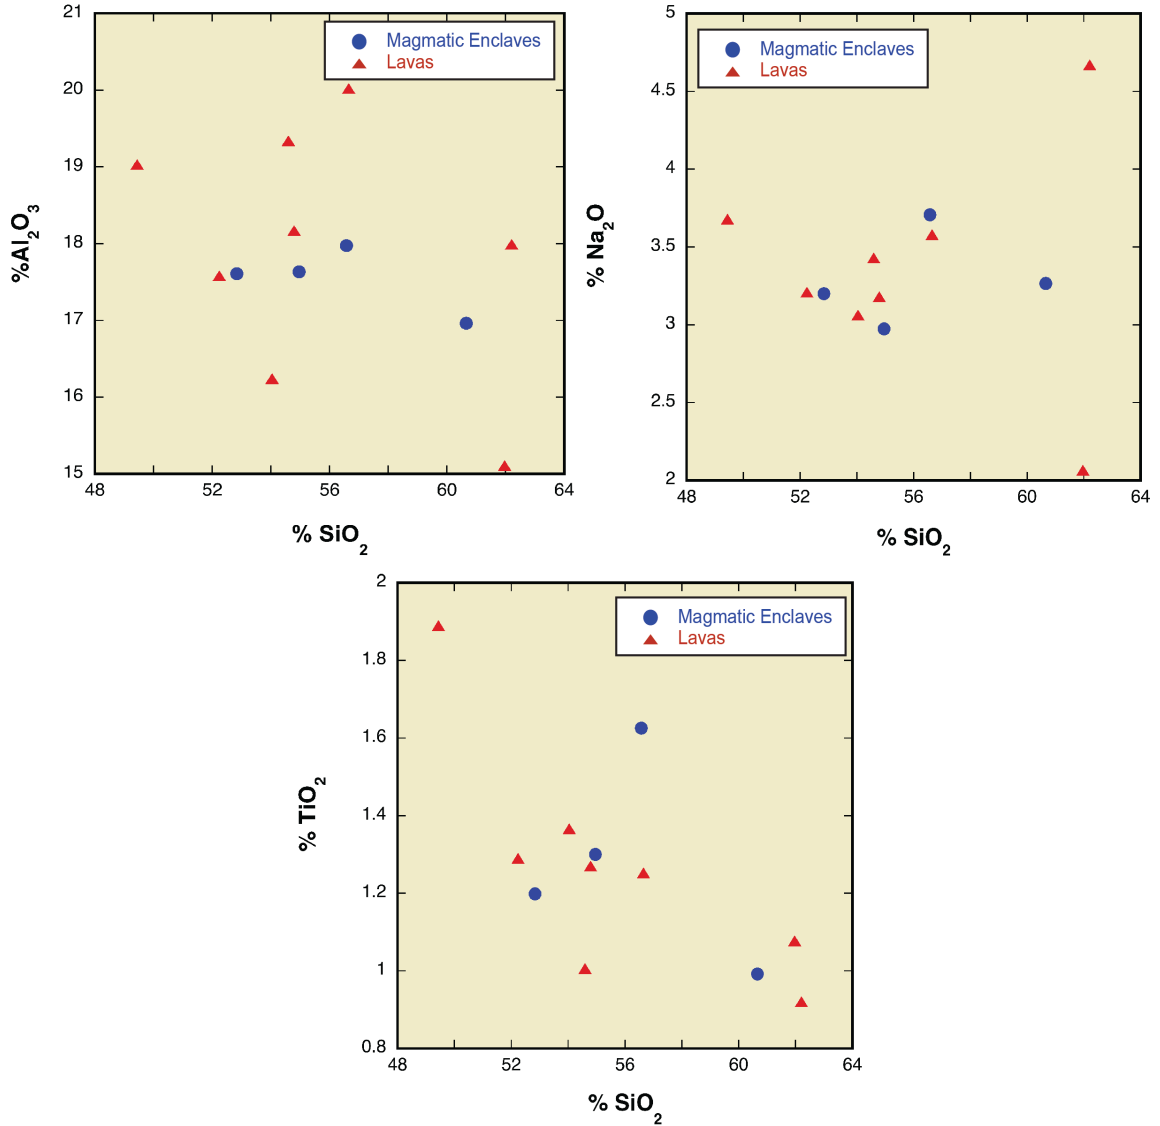 21
20
19
18
17
16
15
%Al₂O₃
Magmatic Enclaves
Lavas
48 52 56 60 64
% SiO₂
5
4.5
4
3.5
3
2.5
2
% Na₂O
Magmatic Enclaves
Lavas
48 52 56 60 64
% SiO₂
2
1.8
1.6
1.4
1.2
1
0.8
% TiO₂
Magmatic Enclaves
Lavas
48 52 56 60 64
% SiO₂